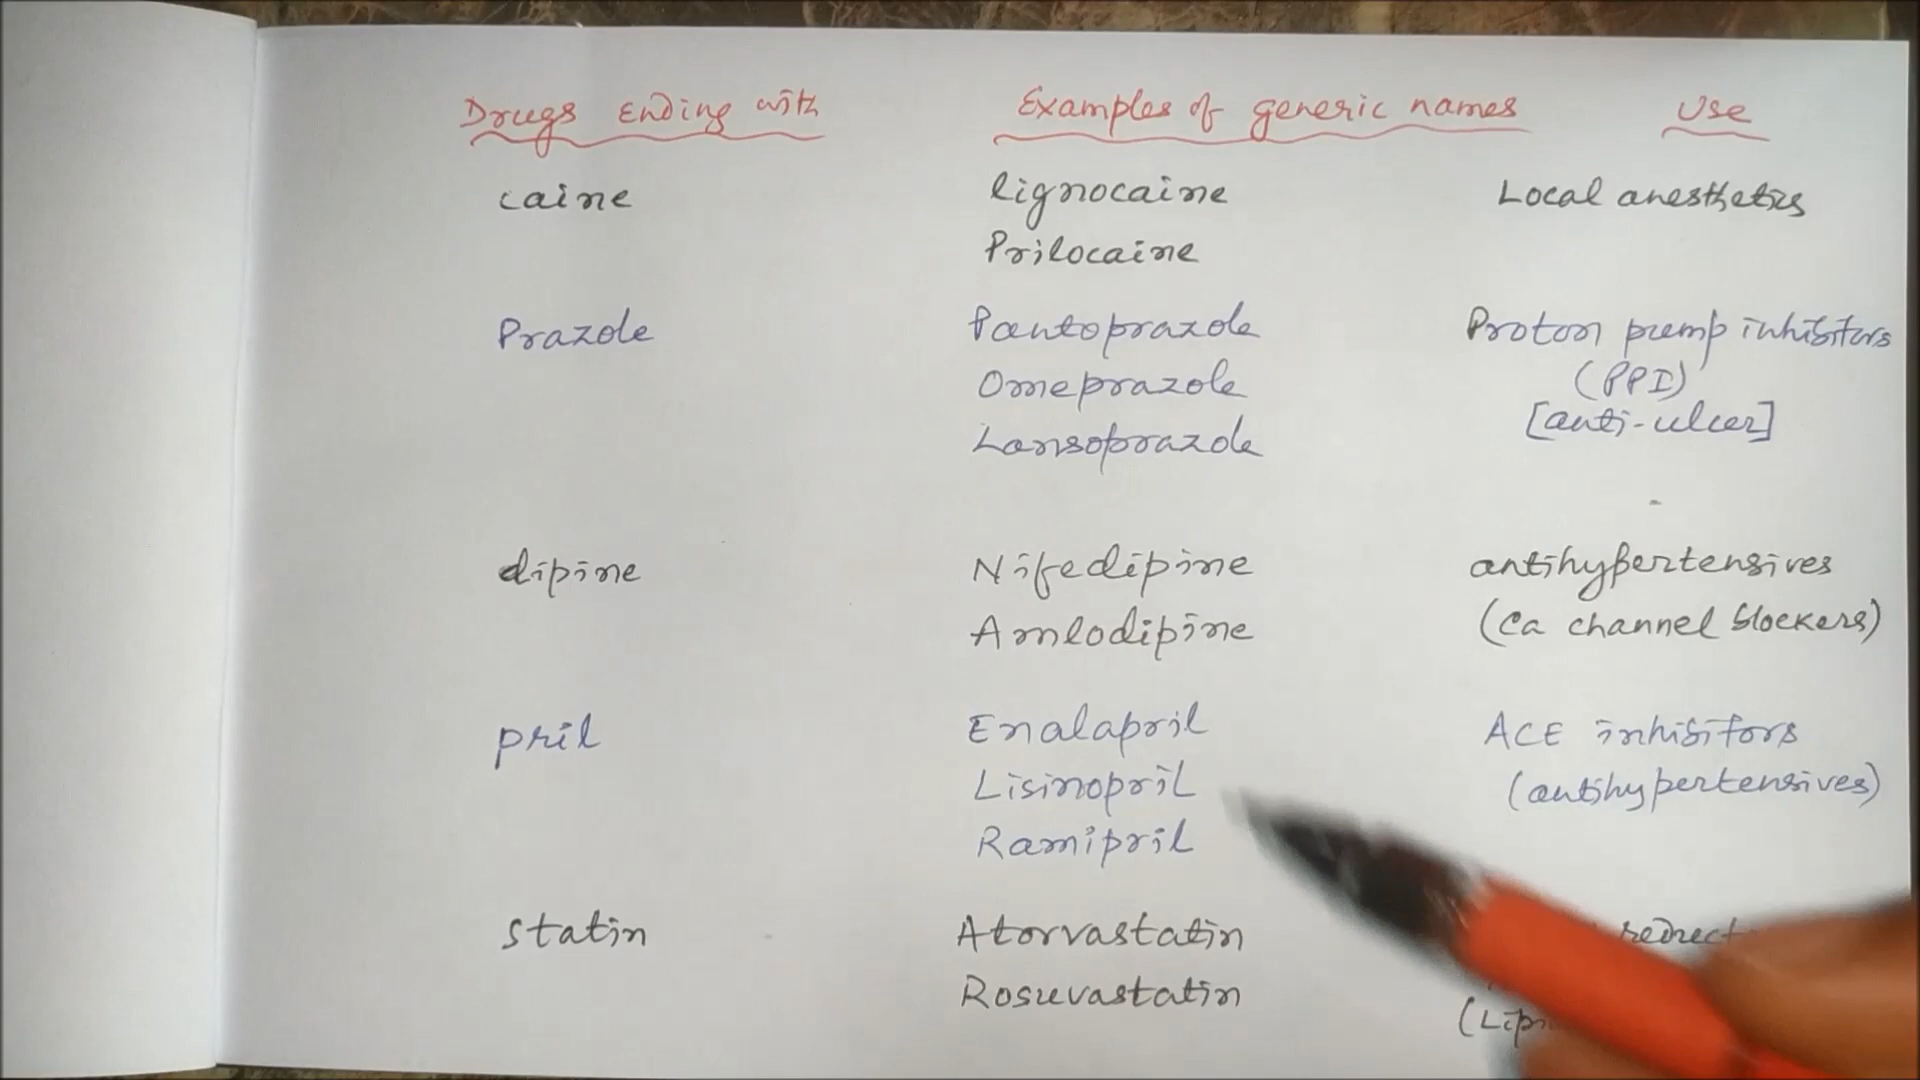 Drugs Ending with Examples of generic names Use
caine lignocaine Local anesthetics
Prilocaine
Prazole Pantoprazole Proton pump inhibitors
Omeprazole (PPI)
Lansoprazole [anti-ulcer]
dipine Nifedipine antihypertensives
Amlodipine (Ca channel blockers)
pril Enalapril ACE inhibitors
Lisinopril (antihypertensives)
Ramipril
statin Atorvastatin
Rosuvastatin